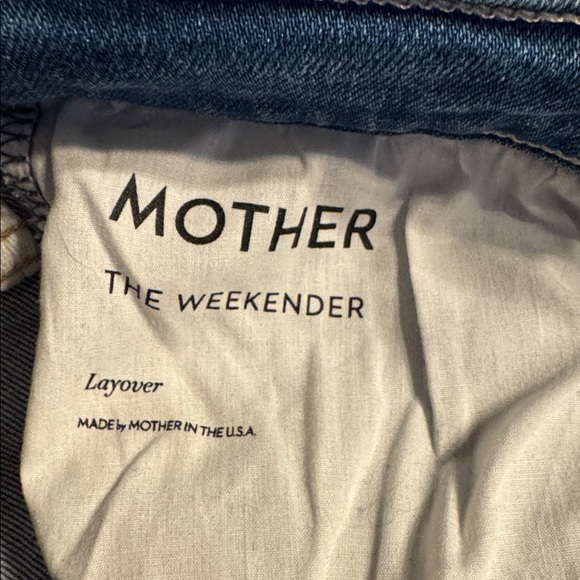 MOTHER
THE WEEKENDER
Layover
MADE by MOTHER IN THE U.S.A.